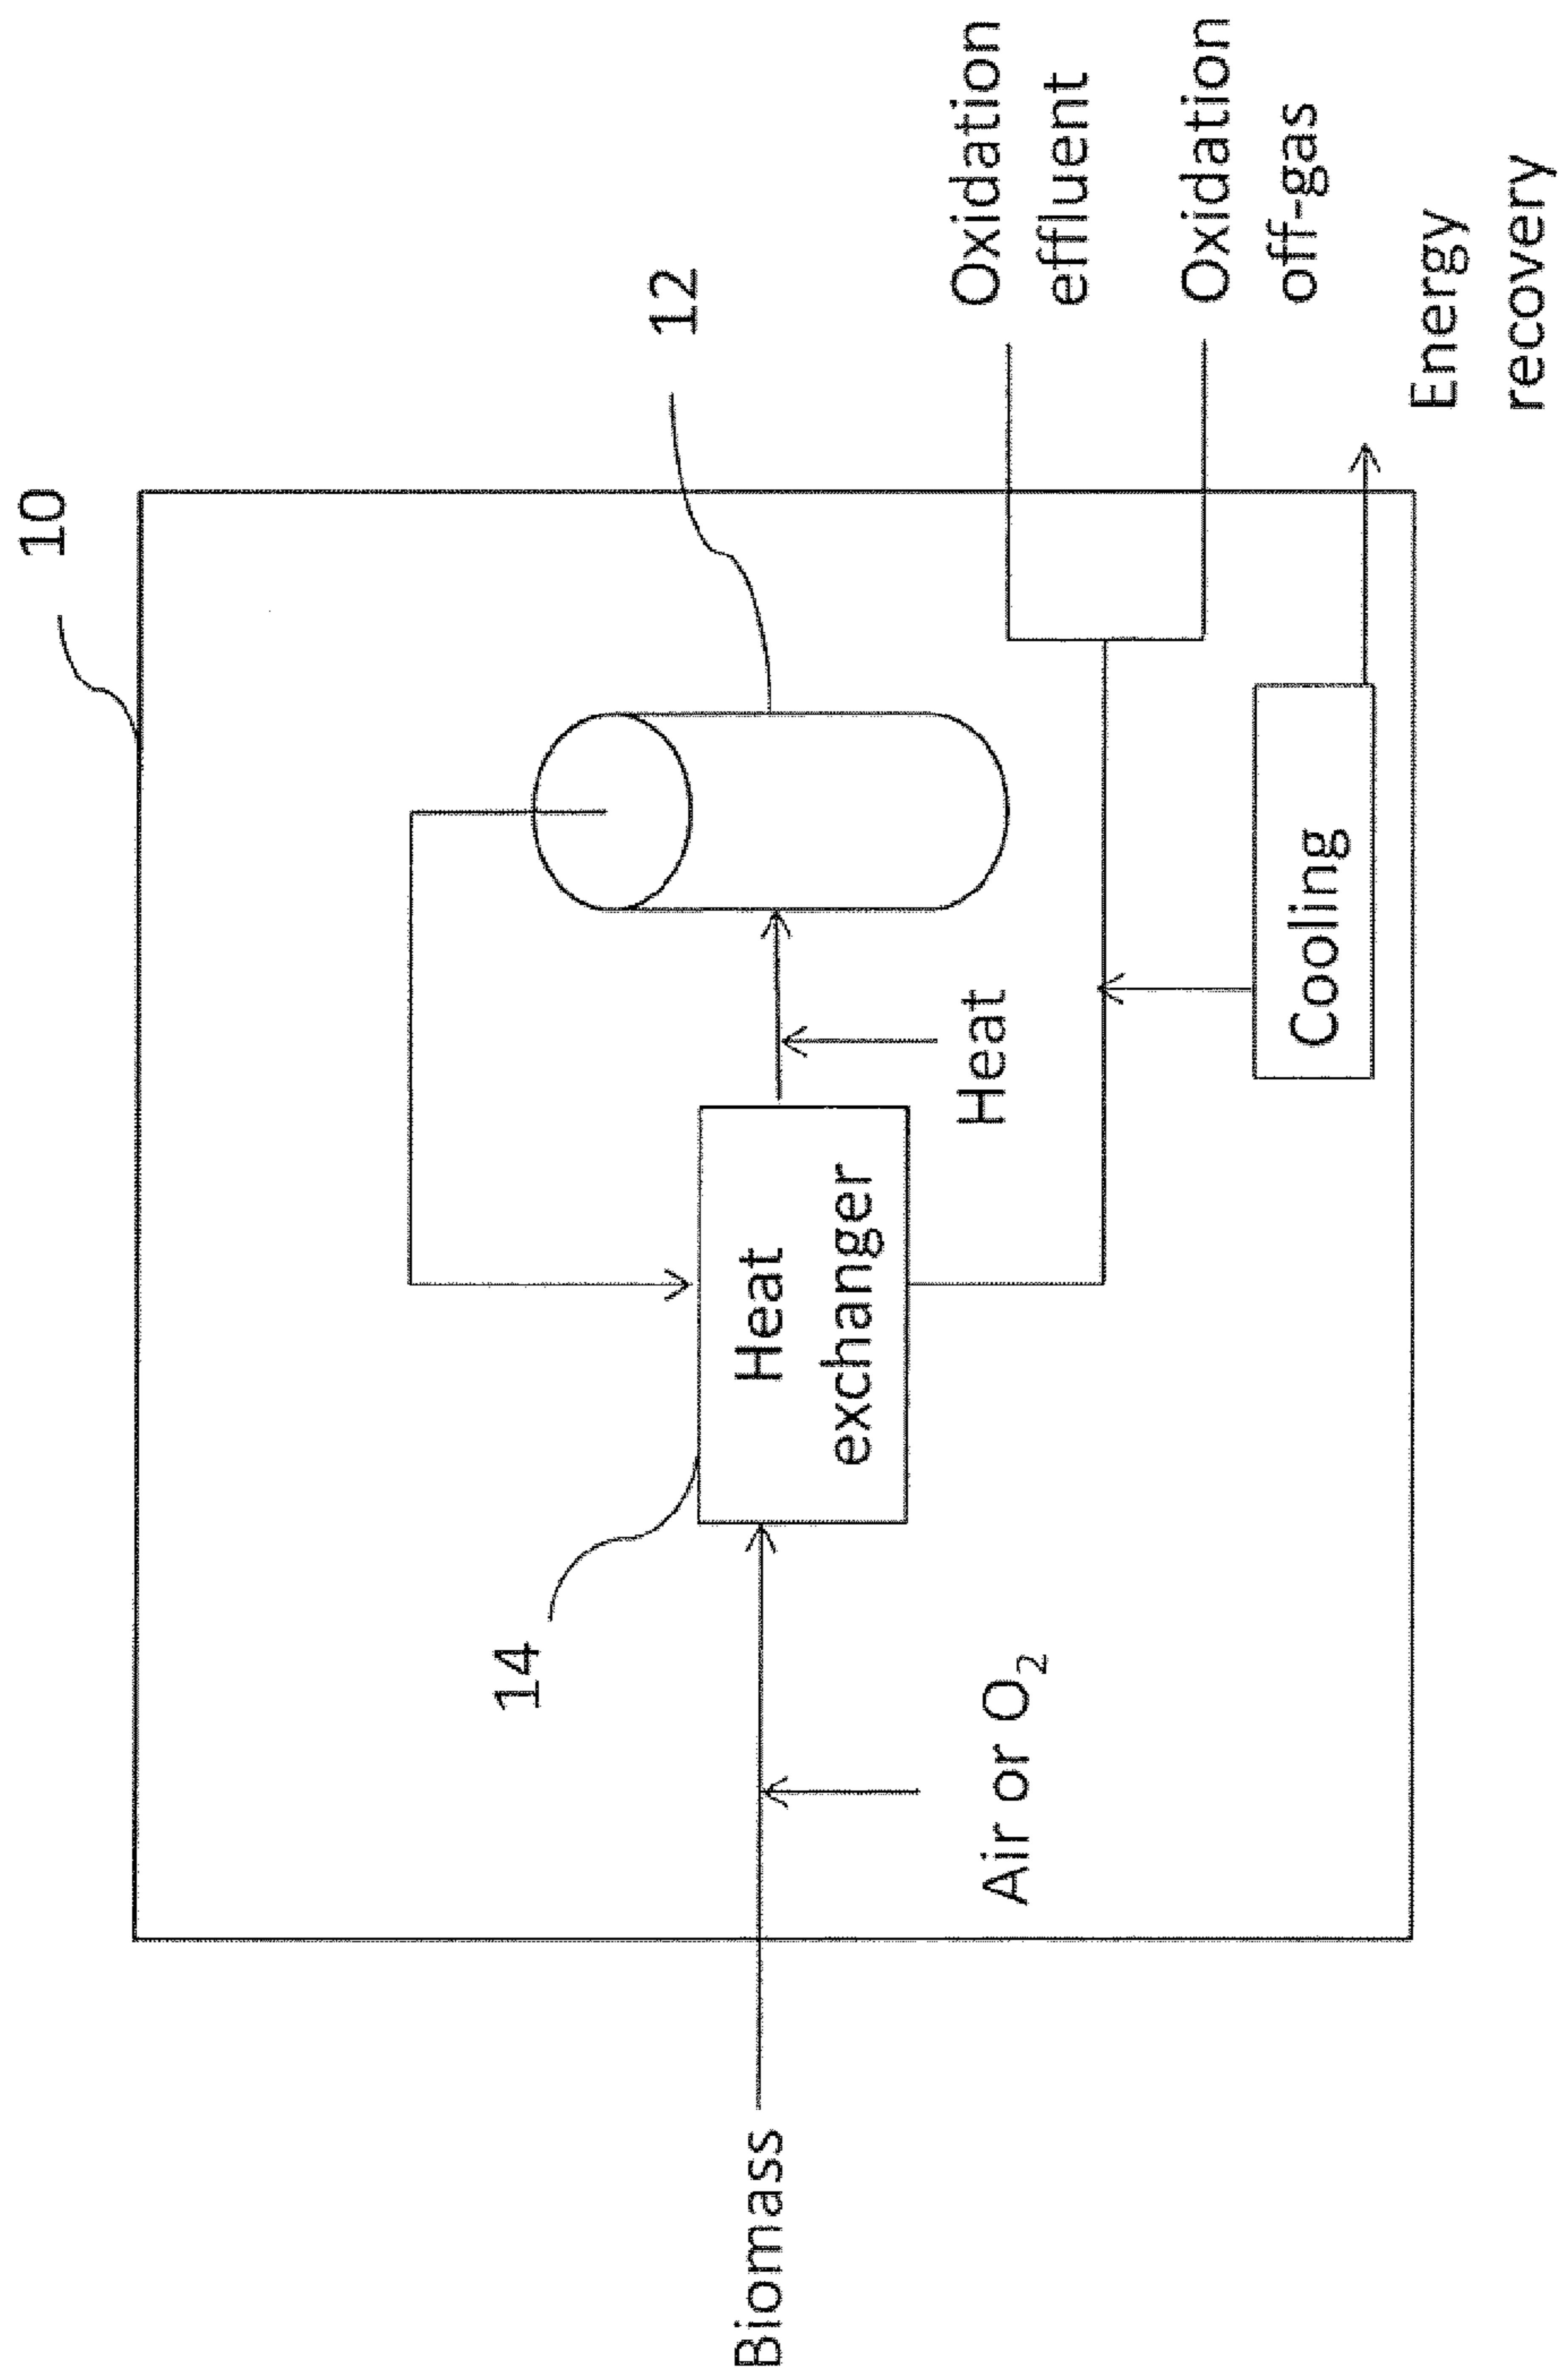 10
12
14
Biomass
Air or O₂
Heat
exchanger
Heat
Cooling
Oxidation
effluent
Oxidation
off-gas
Energy
recovery